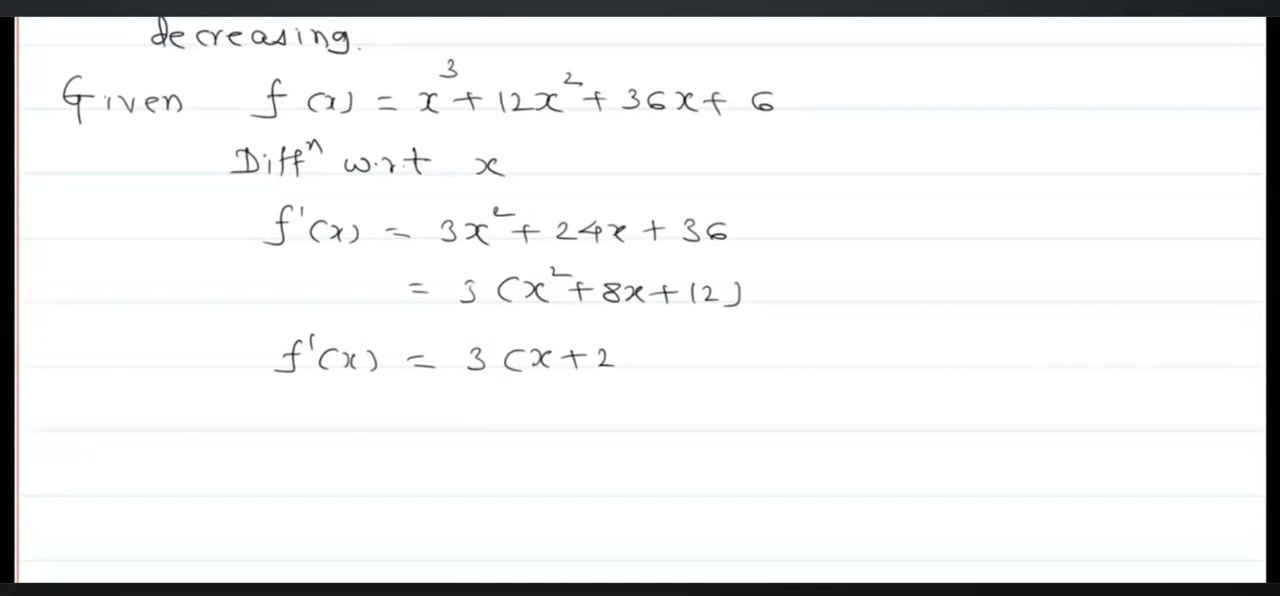 decreasing.
Given f(x) = x³ + 12x² + 36x + 6
Diffⁿ w.r.t x
f'(x) = 3x² + 24x + 36
= 3(x² + 8x + 12)
f'(x) = 3(x+2